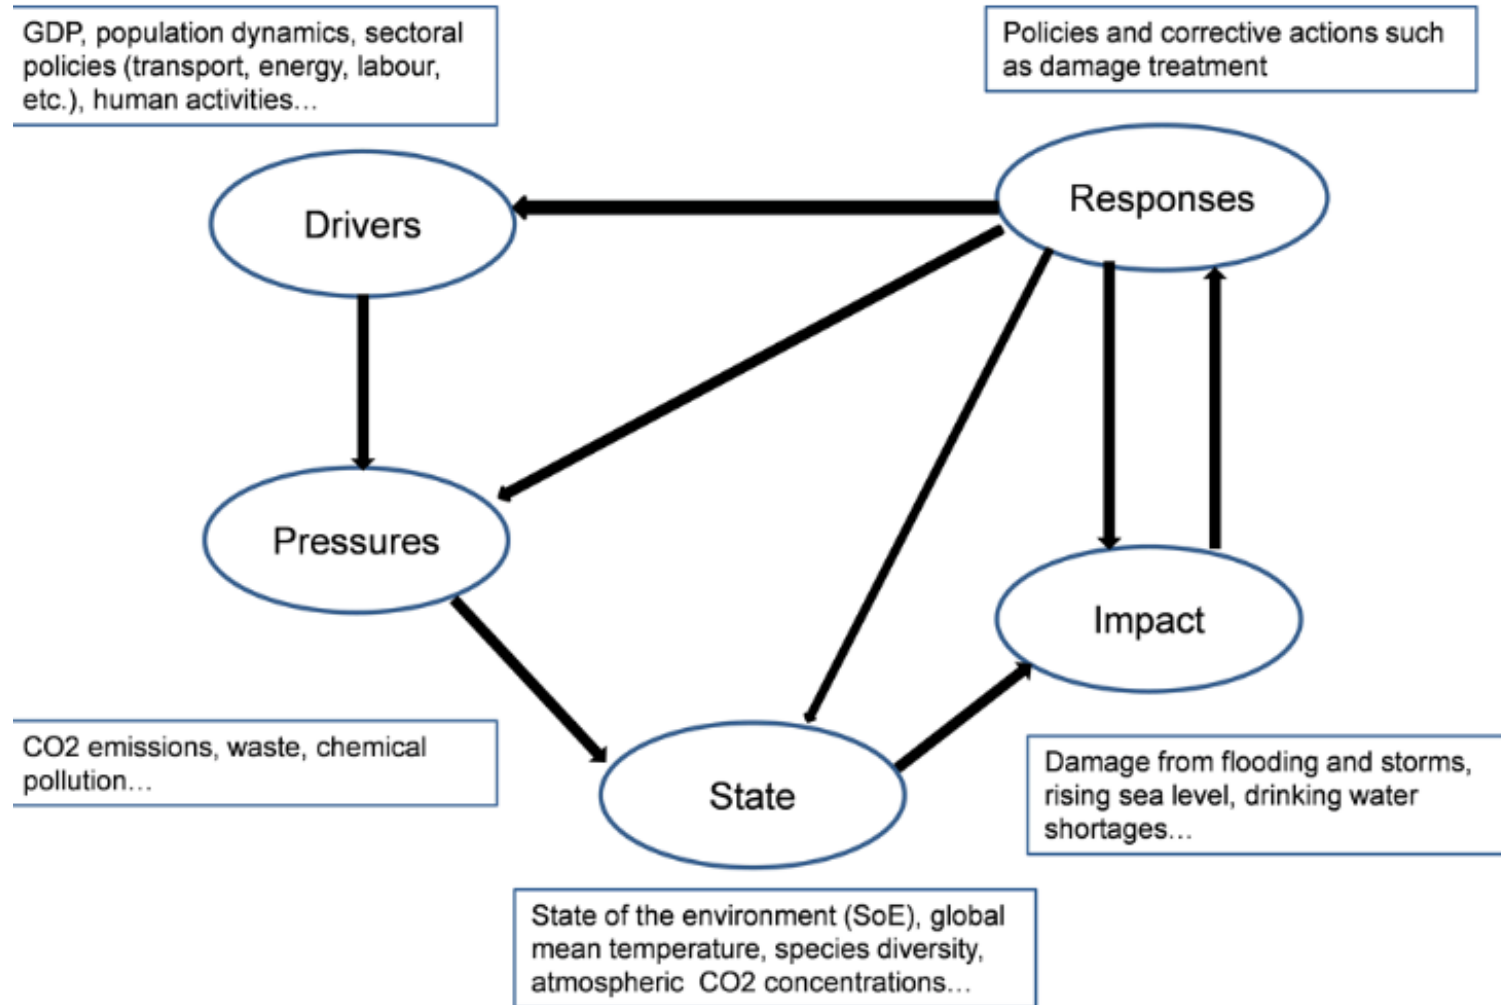 GDP, population dynamics, sectoral
policies (transport, energy, labour,
etc.), human activities…
Policies and corrective actions such
as damage treatment
Drivers
Responses
Pressures
Impact
State
CO2 emissions, waste, chemical
pollution…
Damage from flooding and storms,
rising sea level, drinking water
shortages…
State of the environment (SoE), global
mean temperature, species diversity,
atmospheric  CO2 concentrations…